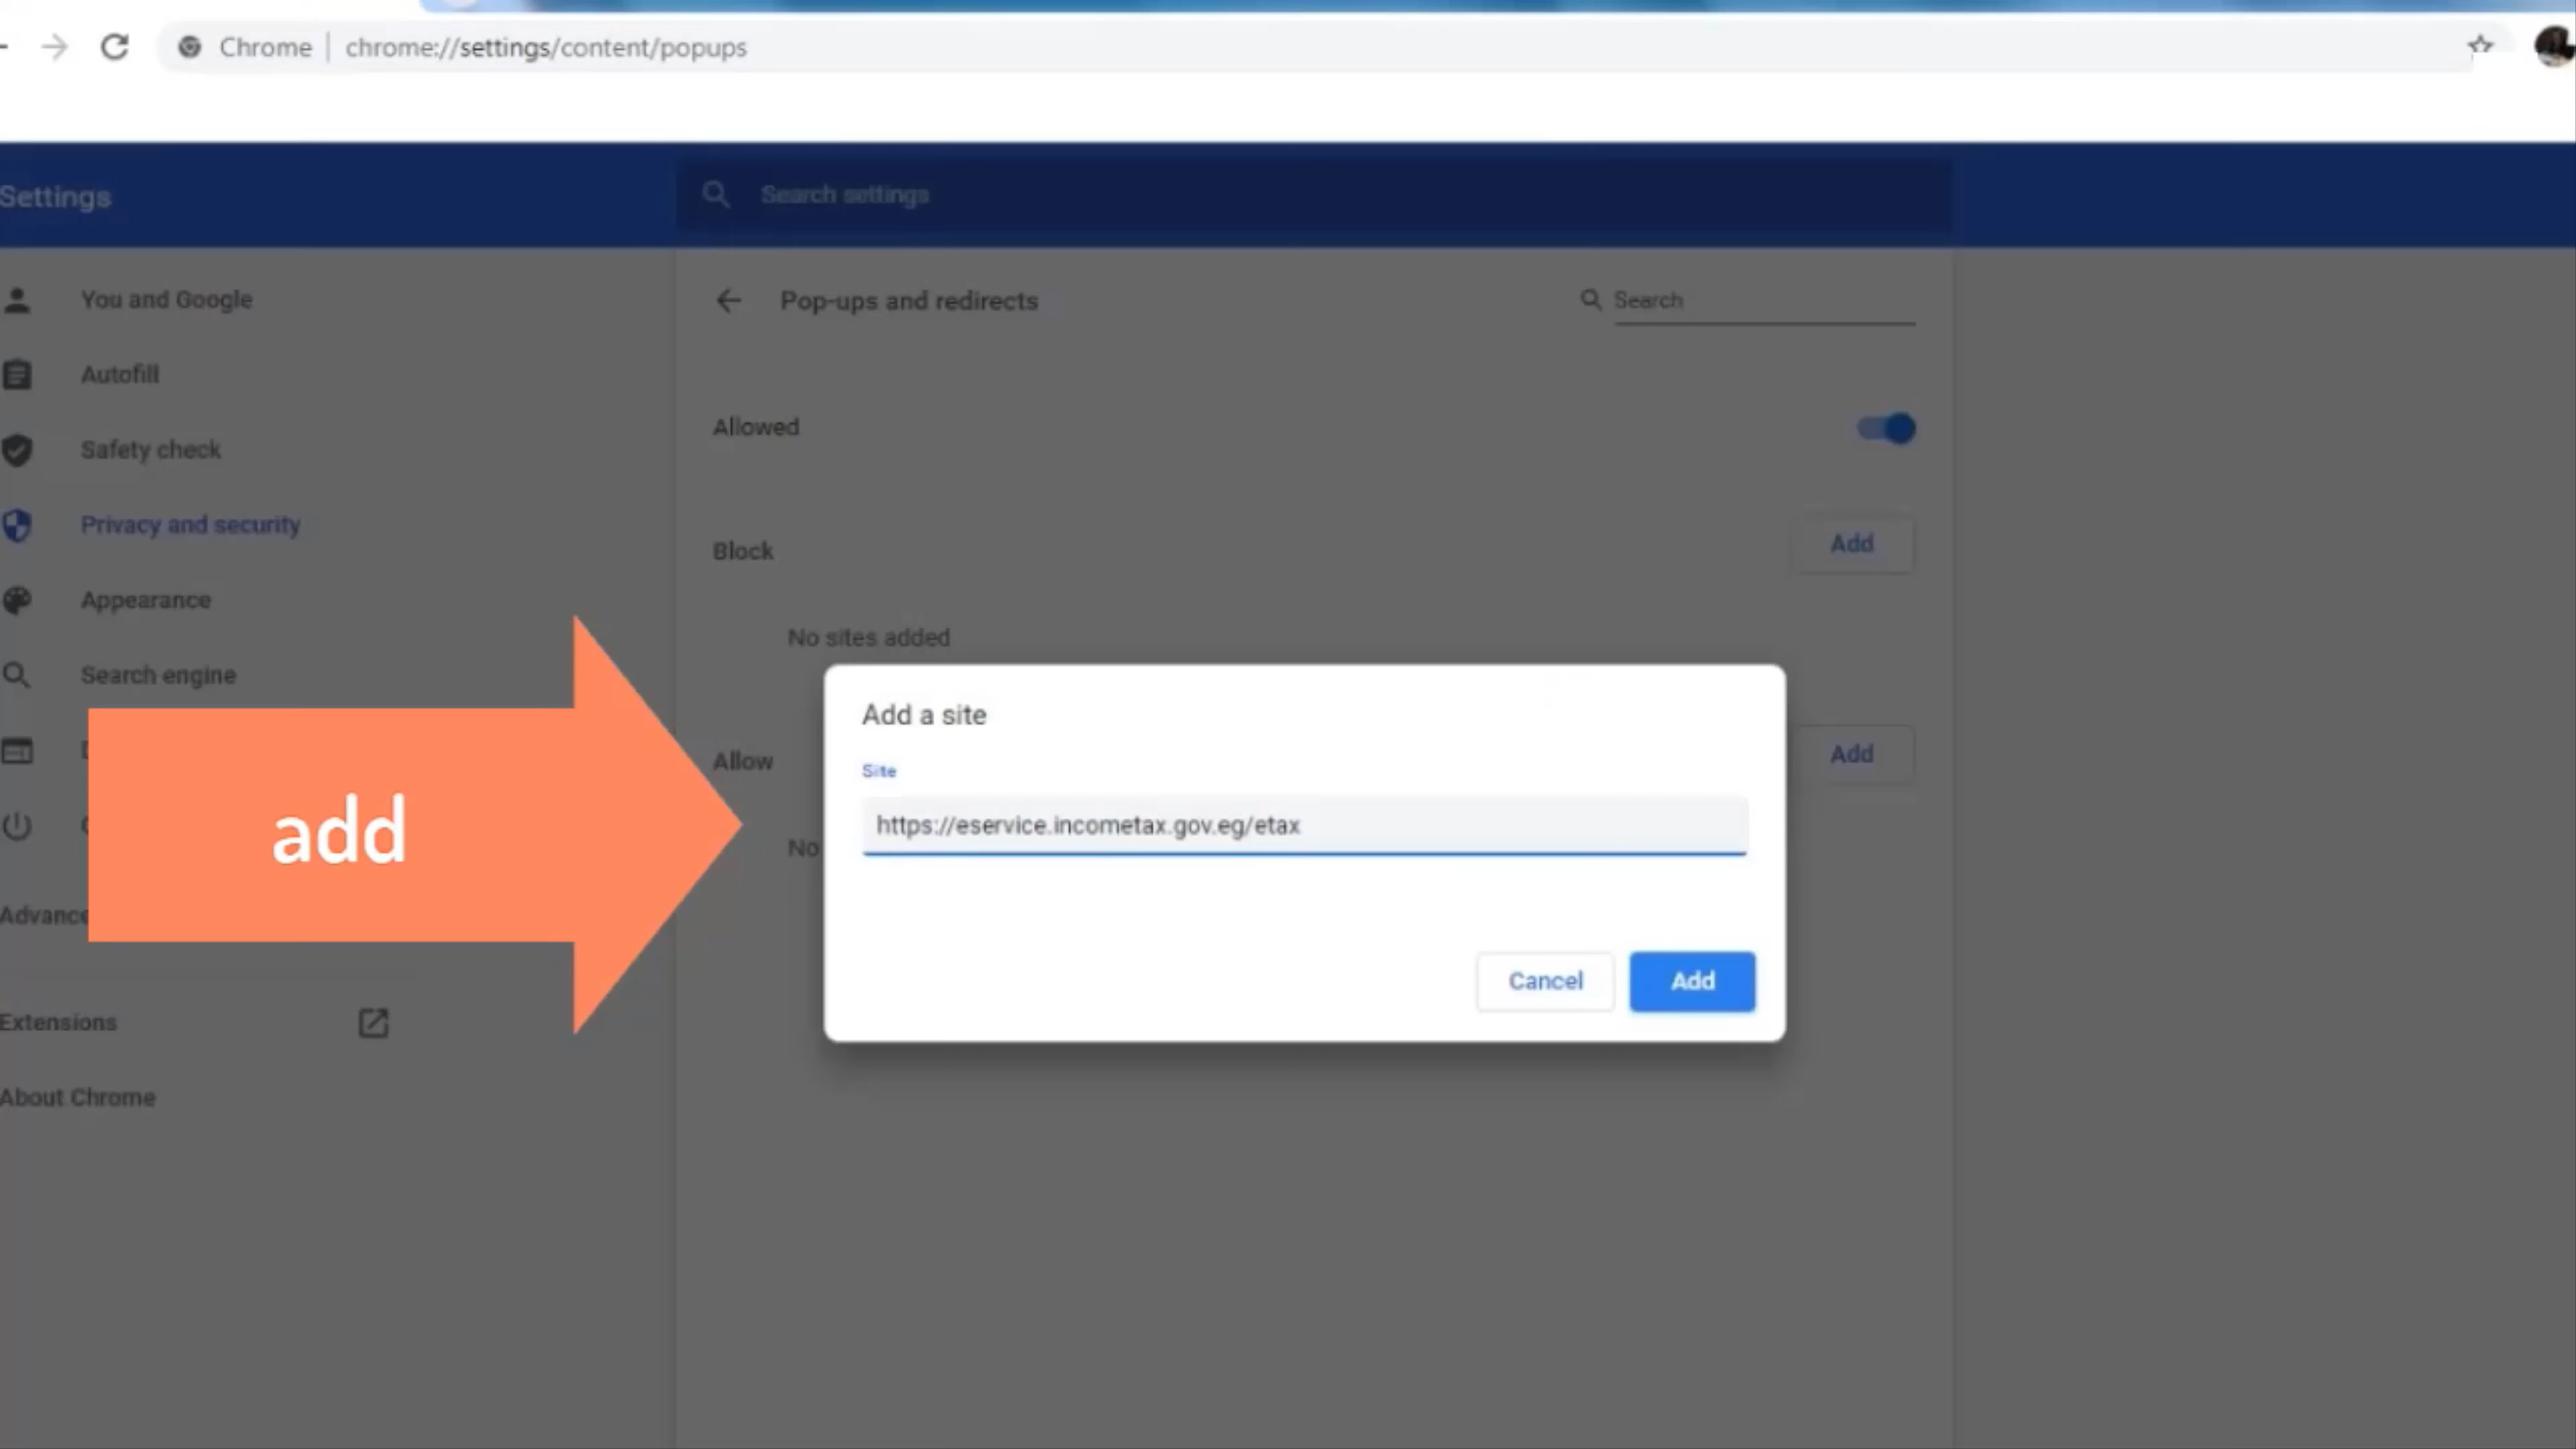 Chrome | chrome://settings/content/popups
Settings
Search settings
You and Google
Autofill
Safety check
Privacy and security
Appearance
Search engine
Extensions
About Chrome
Pop-ups and redirects
Search
Allowed
Block
Add
No sites added
Allow
Add
No
add
Add a site
Site
https://eservice.incometax.gov.eg/etax
Cancel
Add